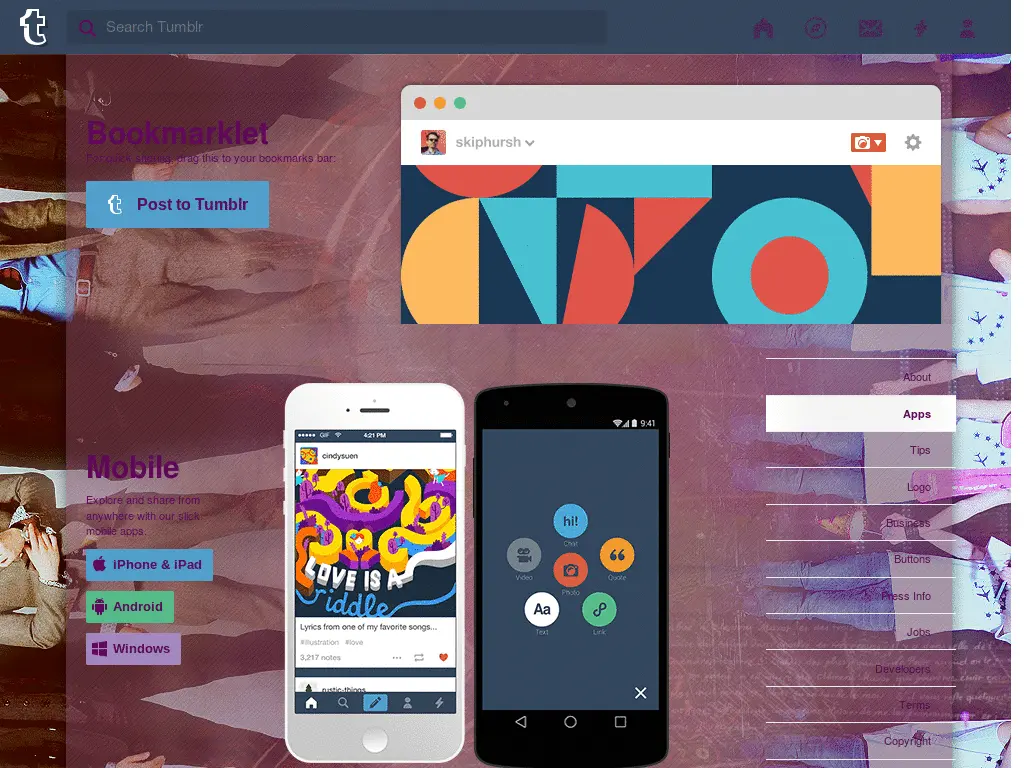 Search Tumblr
Bookmarklet
For quick sharing, drag this to your bookmarks bar:
Post to Tumblr
skiphursh
Mobile
Explore and share from
anywhere with our slick
mobile apps.
iPhone & iPad
Android
Windows
GIF
4:21 PM
cindysuen
LOVE IS A
riddle
Lyrics from one of my favorite songs...
#illustration #love
3,217 notes
rustic-things
9:41
hi!
Chat
Video
Photo
Quote
Aa
Text
Link
About
Apps
Tips
Logo
Business
Buttons
Press Info
Jobs
Developers
Terms
Copyright